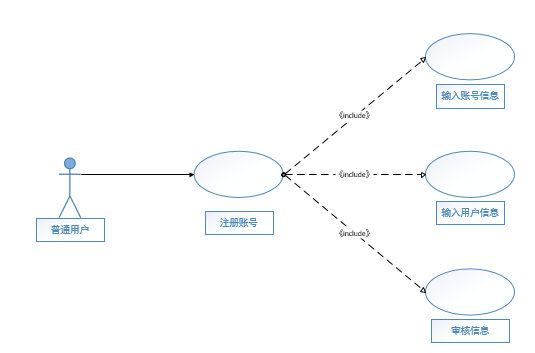 《include》
输入账号信息
《include》
普通用户
注册账号
输入用户信息
《include》
审核信息